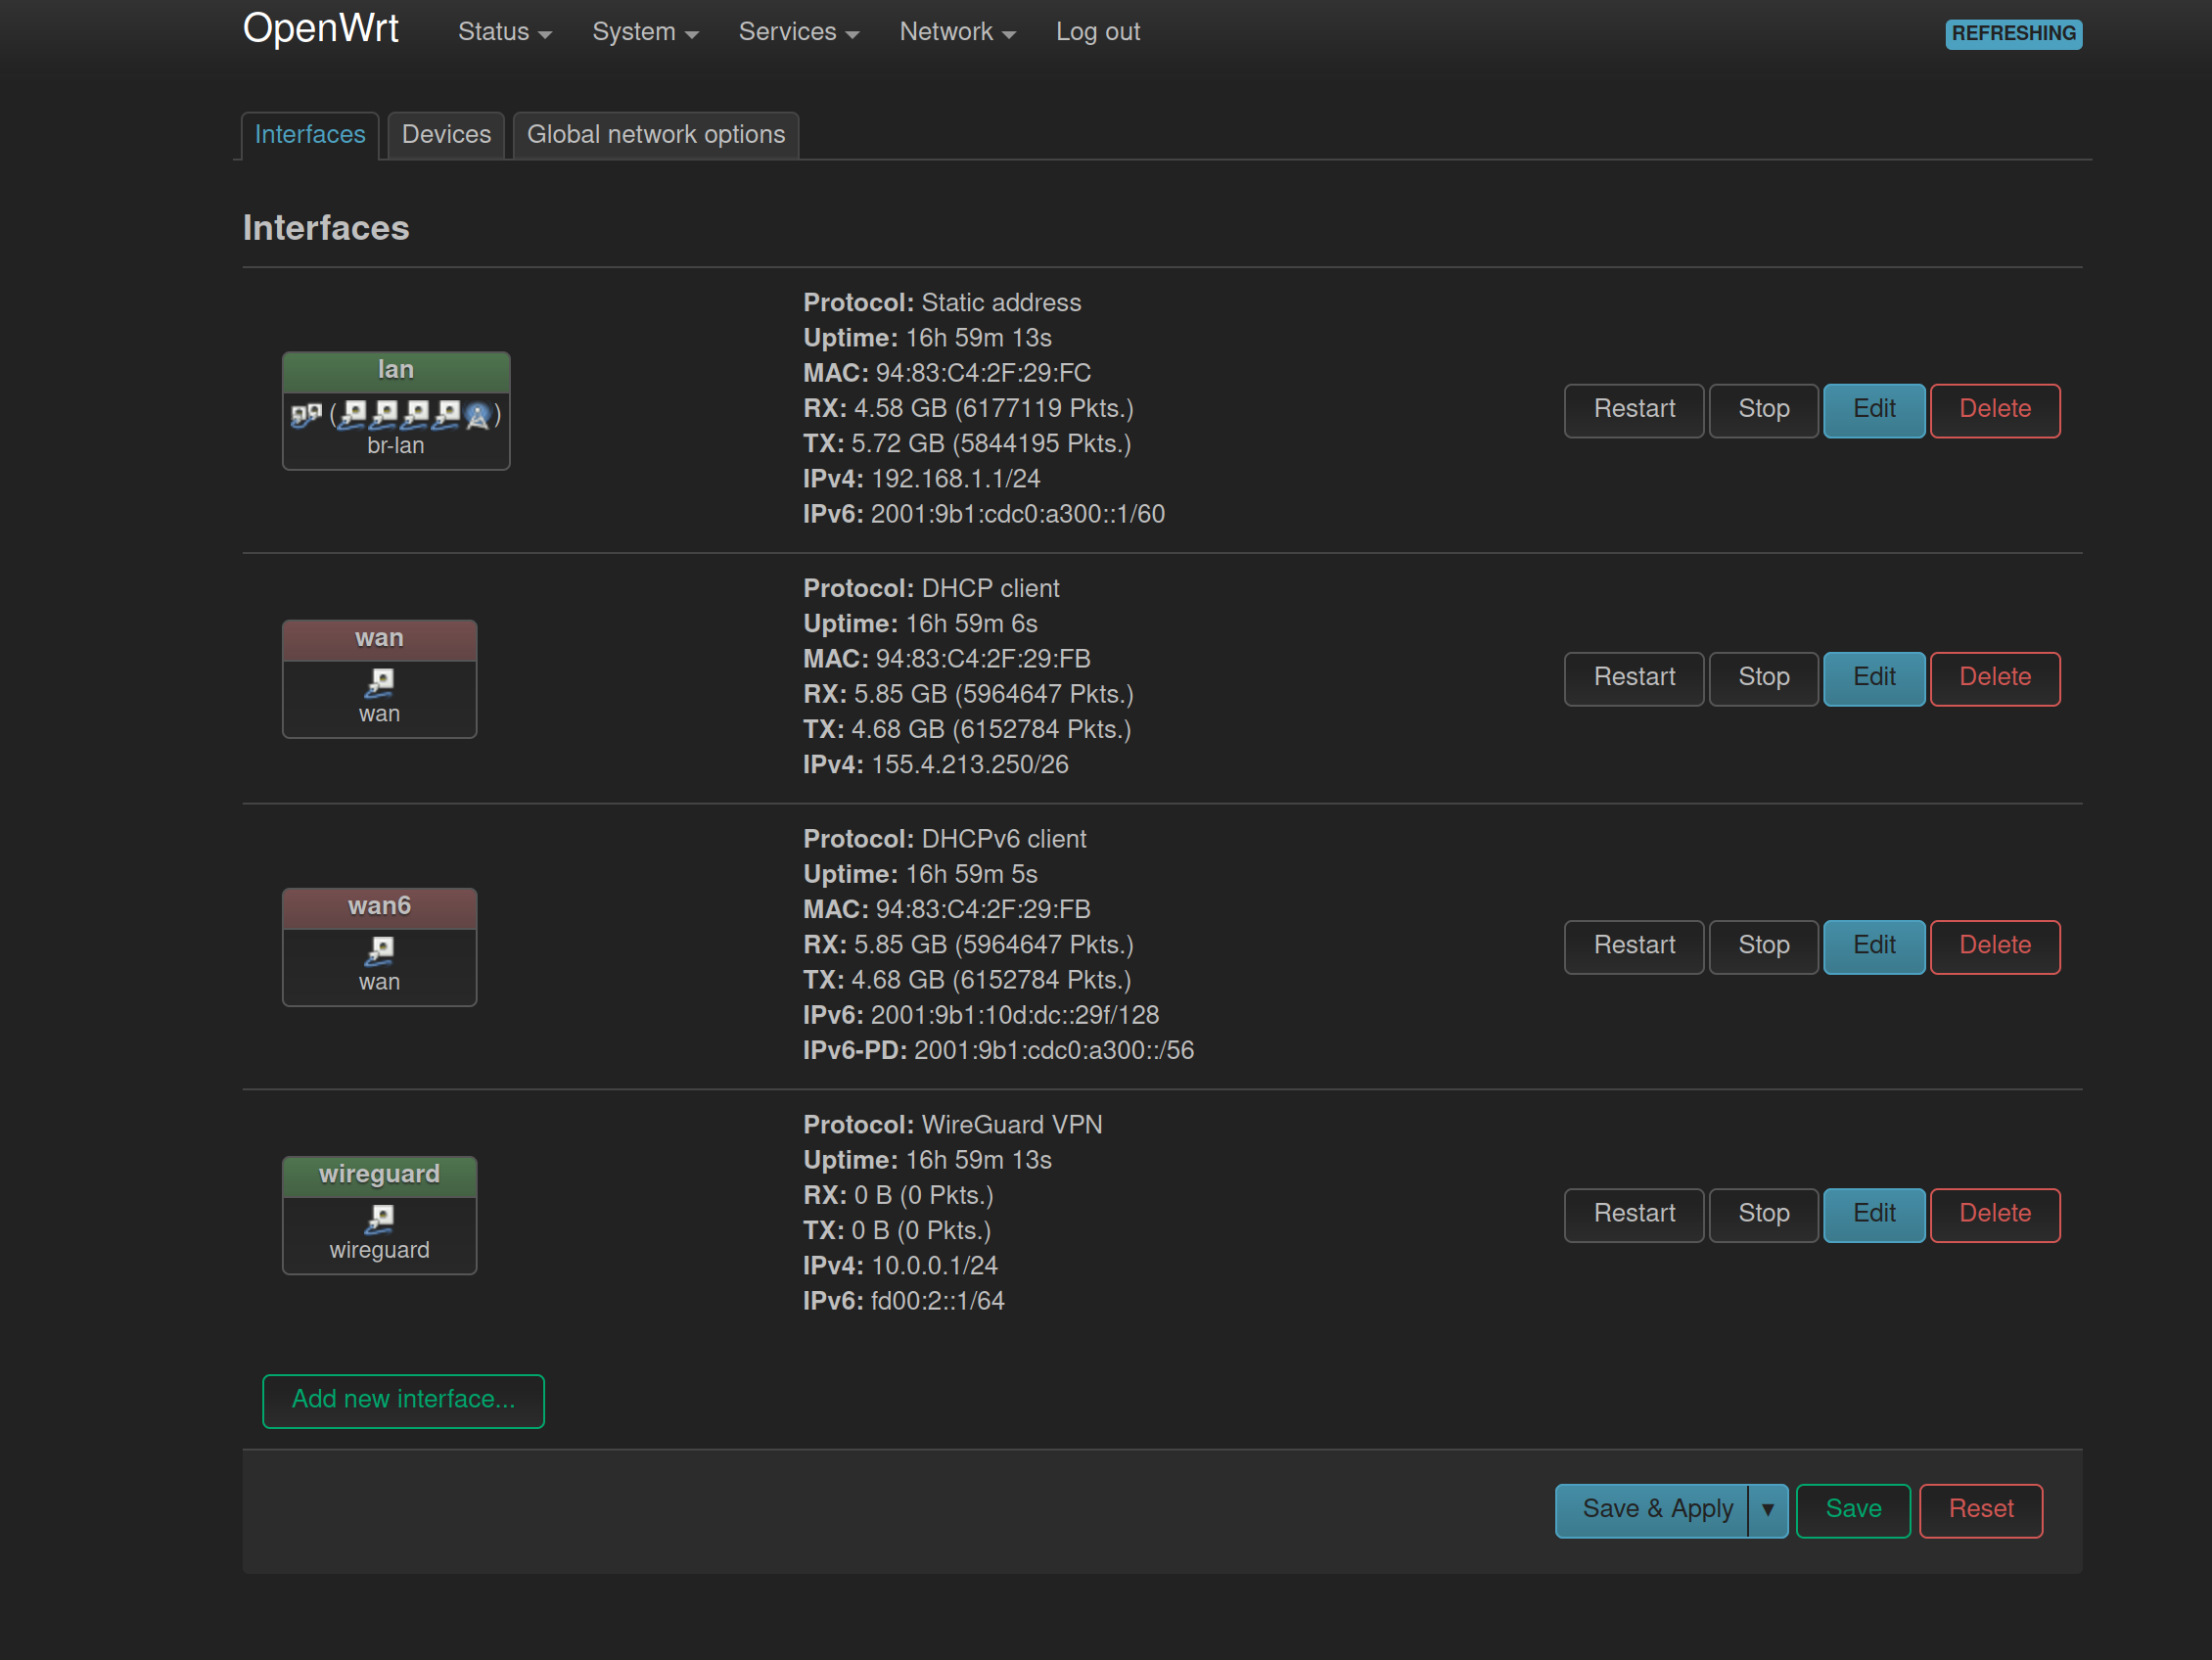 OpenWrt Status System Services Network Log out REFRESHING
Interfaces Devices Global network options
Interfaces
lan
( )
br-lan
Protocol: Static address
Uptime: 16h 59m 13s
MAC: 94:83:C4:2F:29:FC
RX: 4.58 GB (6177119 Pkts.)
TX: 5.72 GB (5844195 Pkts.)
IPv4: 192.168.1.1/24
IPv6: 2001:9b1:cdc0:a300::1/60
Restart Stop Edit Delete
wan
wan
Protocol: DHCP client
Uptime: 16h 59m 6s
MAC: 94:83:C4:2F:29:FB
RX: 5.85 GB (5964647 Pkts.)
TX: 4.68 GB (6152784 Pkts.)
IPv4: 155.4.213.250/26
Restart Stop Edit Delete
wan6
wan
Protocol: DHCPv6 client
Uptime: 16h 59m 5s
MAC: 94:83:C4:2F:29:FB
RX: 5.85 GB (5964647 Pkts.)
TX: 4.68 GB (6152784 Pkts.)
IPv6: 2001:9b1:10d:dc::29f/128
IPv6-PD: 2001:9b1:cdc0:a300::/56
Restart Stop Edit Delete
wireguard
wireguard
Protocol: WireGuard VPN
Uptime: 16h 59m 13s
RX: 0 B (0 Pkts.)
TX: 0 B (0 Pkts.)
IPv4: 10.0.0.1/24
IPv6: fd00:2::1/64
Restart Stop Edit Delete
Add new interface...
Save & Apply ▼ Save Reset